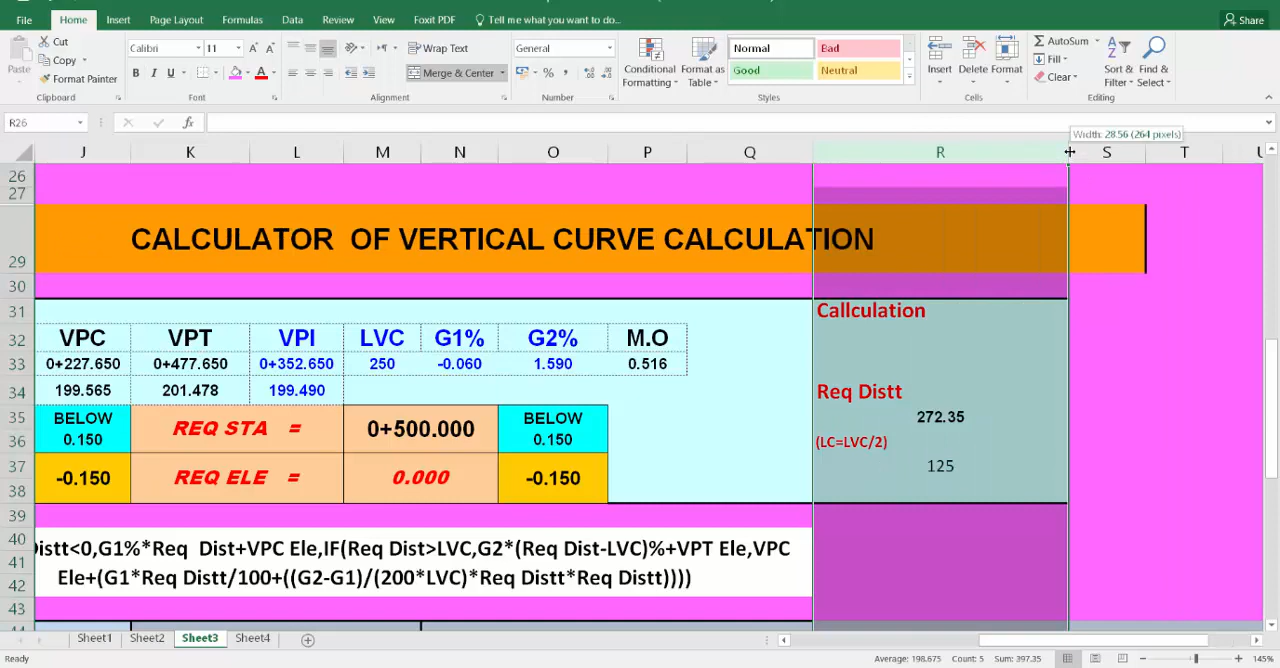 File Home Insert Page Layout Formulas Data Review View Foxit PDF Tell me what you want to do... Share
Cut
Copy
Format Painter
Paste
Clipboard
Calibri 11
B I U
Font
Wrap Text
Merge & Center
Alignment
General
Number
Conditional Formatting
Format as Table
Normal Bad
Good Neutral
Styles
Insert Delete Format
Cells
AutoSum
Fill
Clear
Sort & Filter
Find & Select
Editing
R26
fx
Width: 28.56 (264 pixels)
J K L M N O P Q R S T
26
27
29 CALCULATOR OF VERTICAL CURVE CALCULATION
30
31 Callculation
32 VPC VPT VPI LVC G1% G2% M.O
33 0+227.650 0+477.650 0+352.650 250 -0.060 1.590 0.516
34 199.565 201.478 199.490 Req Distt
35 BELOW REQ STA = 0+500.000 BELOW 272.35
36 0.150 0.150 (LC=LVC/2)
37 -0.150 REQ ELE = 0.000 -0.150 125
38
39
40 Distt<0,G1%*Req Dist+VPC Ele,IF(Req Dist>LVC,G2*(Req Dist-LVC)%+VPT Ele,VPC
41
42 Ele+(G1*Req Distt/100+((G2-G1)/(200*LVC)*Req Distt*Req Distt))))
43
Sheet1 Sheet2 Sheet3 Sheet4
Ready Average: 198.675 Count: 5 Sum: 397.35 145%